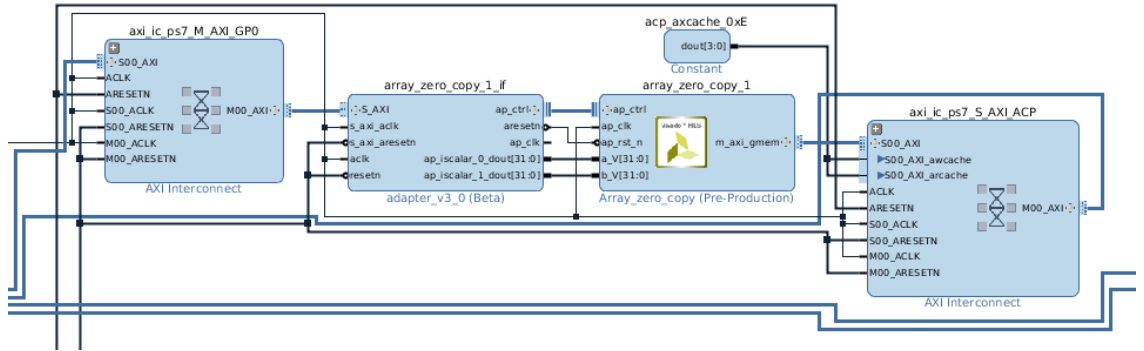 axi_ic_ps7_M_AXI_GP0
S00_AXI
ACLK
ARESETN
S00_ACLK
S00_ARESETN
M00_ACLK
M00_ARESETN
M00_AXI
AXI Interconnect
array_zero_copy_1_if
S_AXI
s_axi_aclk
s_axi_aresetn
aclk
resetn
ap_ctrl
aresetn
ap_clk
ap_iscalar_0_dout[31:0]
ap_iscalar_1_dout[31:0]
adapter_v3_0 (Beta)
acp_axcache_0xE
dout[3:0]
Constant
array_zero_copy_1
ap_ctrl
ap_clk
ap_rst_n
a_V[31:0]
b_V[31:0]
vivado™ HLS
m_axi_gmem
Array_zero_copy (Pre-Production)
axi_ic_ps7_S_AXI_ACP
S00_AXI
S00_AXI_awcache
S00_AXI_arcache
ACLK
ARESETN
S00_ACLK
S00_ARESETN
M00_ACLK
M00_ARESETN
M00_AXI
AXI Interconnect